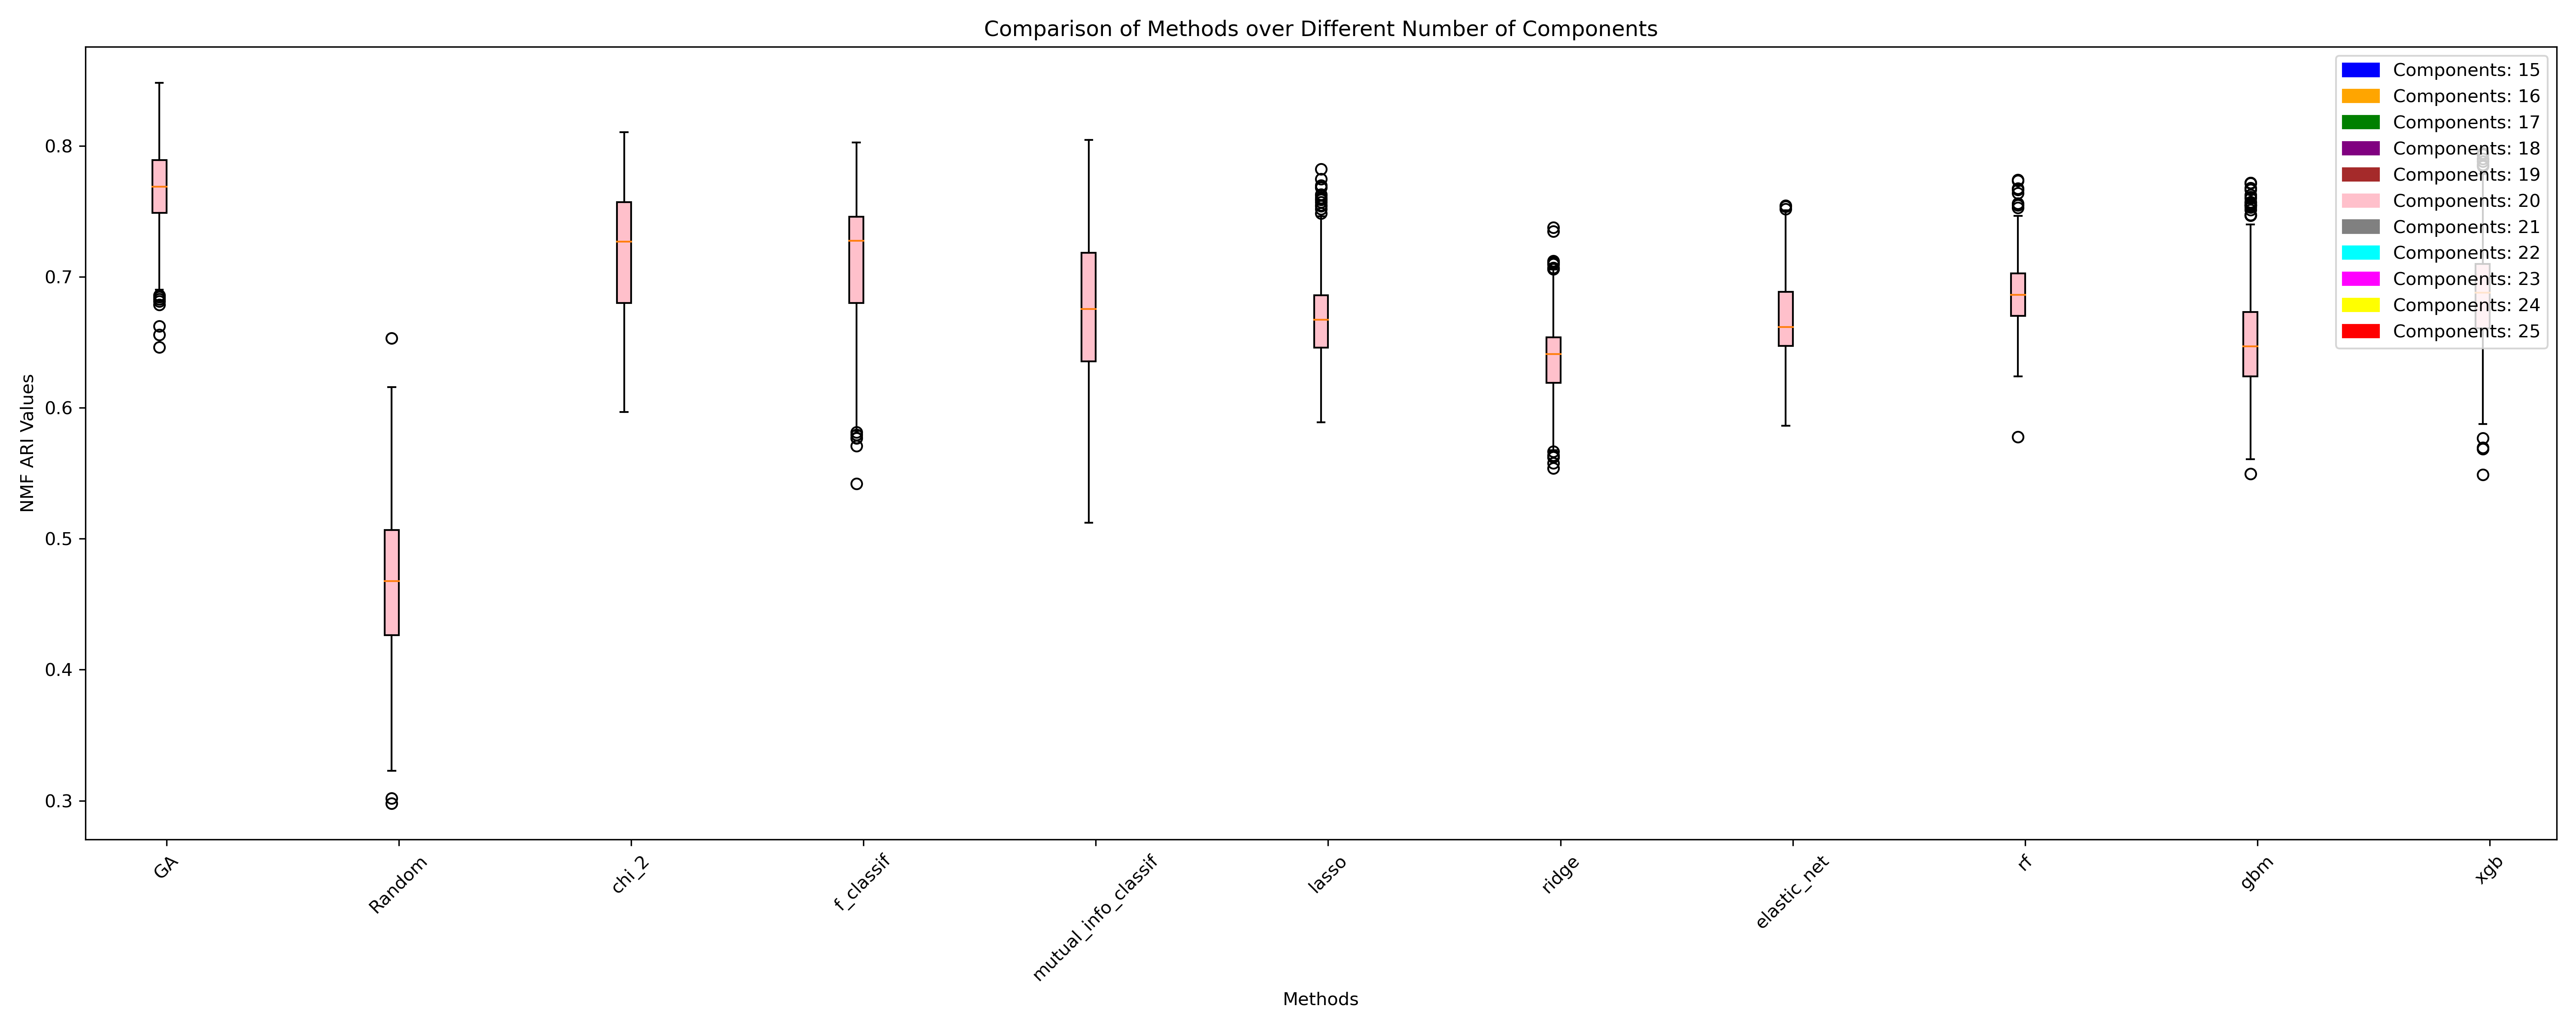 Comparison of Methods over Different Number of Components
Components: 15
Components: 16
Components: 17
Components: 18
Components: 19
Components: 20
Components: 21
Components: 22
Components: 23
Components: 24
Components: 25
NMF ARI Values
0.8
0.7
0.6
0.5
0.4
0.3
GA
Random
chi_2
f_classif
mutual_info_classif
lasso
ridge
elastic_net
rf
gbm
xgb
Methods